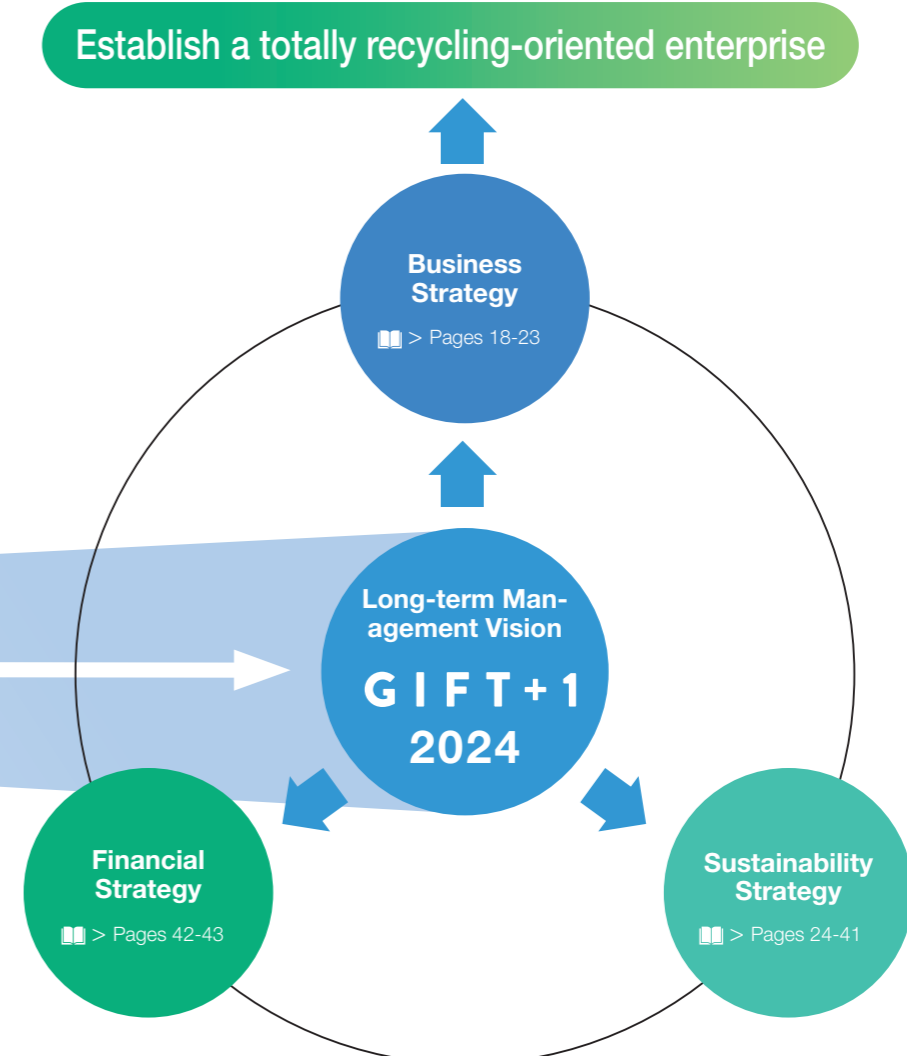 Establish a totally recycling-oriented enterprise
Business
Strategy
> Pages 18-23
Long-term Man-
agement Vision
GIFT+1
2024
Financial
Strategy
> Pages 42-43
Sustainability
Strategy
> Pages 24-41